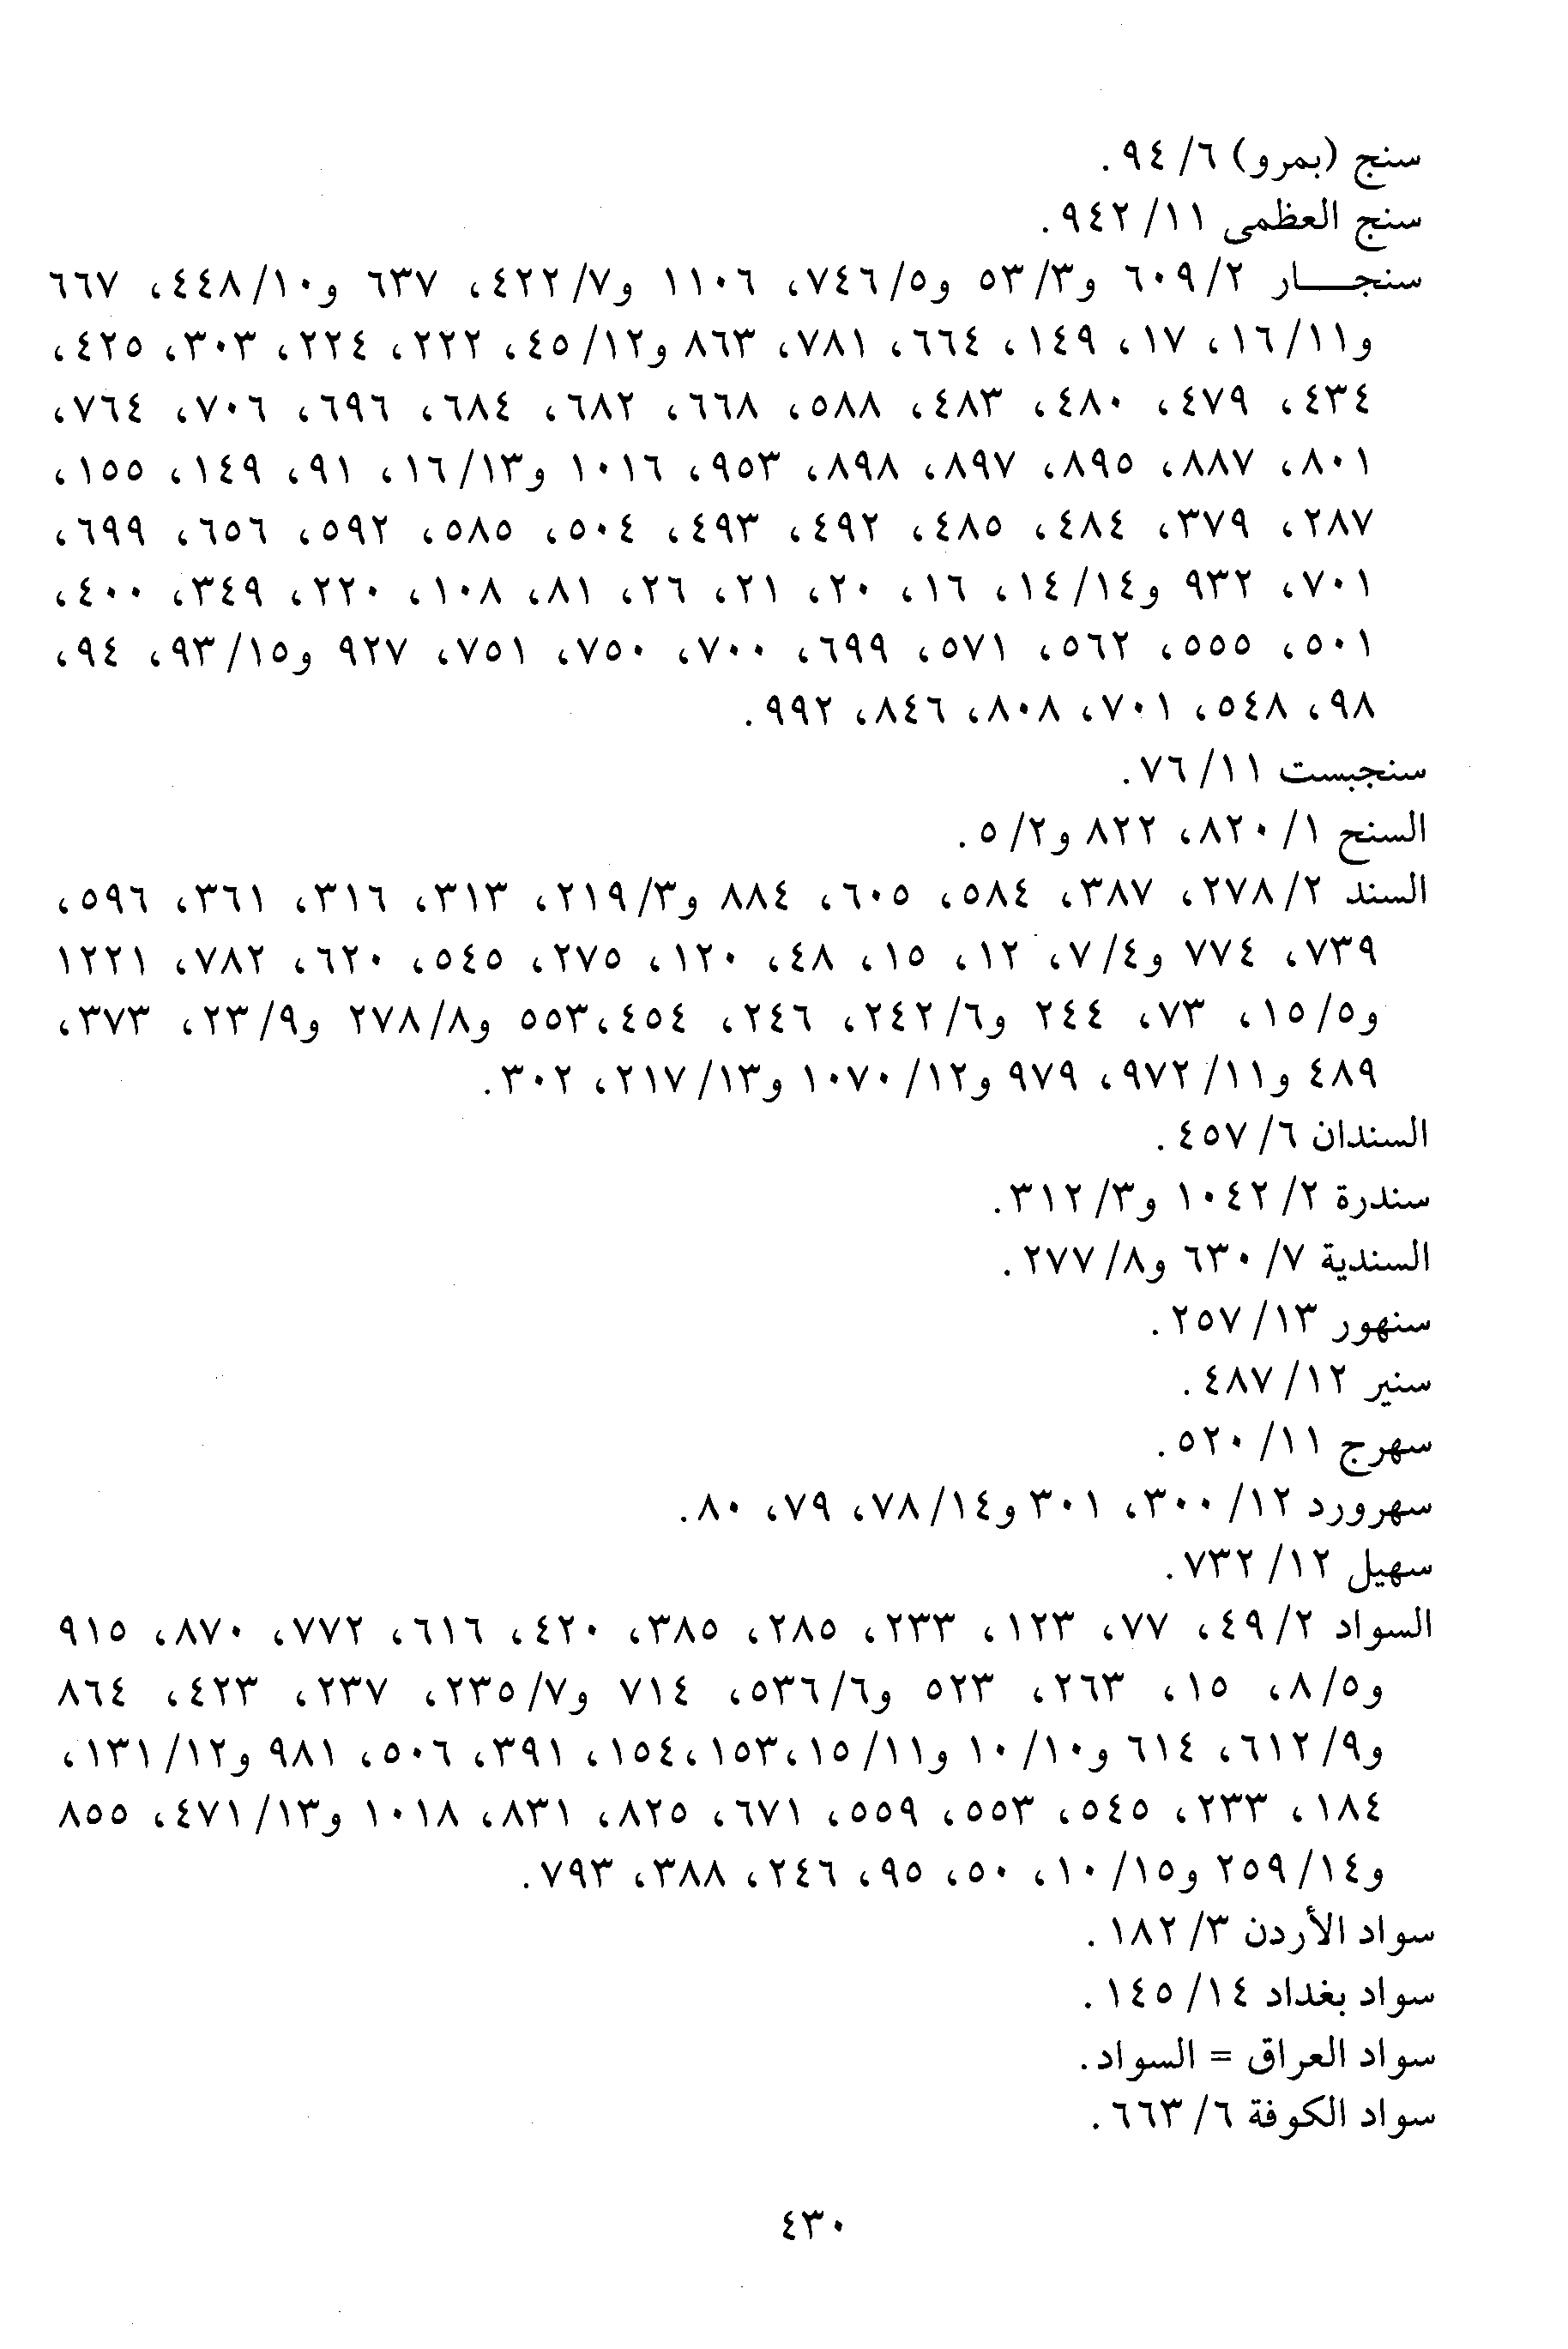 سنج (بمرو) ٦/ ٩٤.
سنج العظمى ١١/ ٩٤٢.
سنجـــار ٢/ ٦٠٩ و٣/ ٥٣ و٥/ ٧٤٦، ١١٠٦ و٧/ ٤٢٢، ٦٣٧ و١٠/ ٤٤٨، ٦٦٧
و١١/ ١٦، ١٧، ١٤٩، ٦٦٤، ٧٨١، ٨٦٣ و١٢/ ٤٥، ٢٢٢، ٢٢٤، ٣٠٣، ٤٢٥،
٤٣٤، ٤٧٩، ٤٨٠، ٤٨٣، ٥٨٨، ٦٦٨، ٦٨٢، ٦٨٤، ٦٩٦، ٧٠٦، ٧٦٤،
٨٠١، ٨٨٧، ٨٩٥، ٨٩٧، ٨٩٨، ٩٥٣، ١٠١٦ و١٣/ ١٦، ٩١، ١٤٩، ١٥٥،
٢٨٧، ٣٧٩، ٤٨٤، ٤٨٥، ٤٩٢، ٤٩٣، ٥٠٤، ٥٨٥، ٥٩٢، ٦٥٦، ٦٩٩،
٧٠١، ٩٣٢ و١٤/ ١٤، ١٦، ٢٠، ٢١، ٢٦، ٨١، ١٠٨، ٢٢٠، ٣٤٩، ٤٠٠،
٥٠١، ٥٥٥، ٥٦٢، ٥٧١، ٦٩٩، ٧٠٠، ٧٥٠، ٧٥١، ٩٢٧ و١٥/ ٩٣، ٩٤،
٩٨، ٥٤٨، ٧٠١، ٨٠٨، ٨٤٦، ٩٩٢.
سنجبست ١١/ ٧٦.
السنح ١/ ٨٢٠، ٨٢٢ و٢/ ٥.
السند ٢/ ٢٧٨، ٣٨٧، ٥٨٤، ٦٠٥، ٨٨٤ و٣/ ٢١٩، ٣١٣، ٣١٦، ٣٦١، ٥٩٦،
٧٣٩، ٧٧٤ و٤/ ٧، ١٢، ١٥، ٤٨، ١٢٠، ٢٧٥، ٥٤٥، ٦٢٠، ٧٨٢، ١٢٢١
و٥/ ١٥، ٧٣، ٢٤٤ و٦/ ٢٤٢، ٢٤٦، ٤٥٤، ٥٥٣ و٨/ ٢٧٨ و٩/ ٢٣، ٣٧٣،
٤٨٩ و١١/ ٩٧٢، ٩٧٩ و١٢/ ١٠٧٠ و١٣/ ٢١٧، ٣٠٢.
السندان ٦/ ٤٥٧.
سندرة ٢/ ١٠٤٢ و٣/ ٣١٢.
السندية ٧/ ٦٣٠ و٨/ ٢٧٧.
سنهور ١٣/ ٢٥٧.
سنير ١٢/ ٤٨٧.
سهرج ١١/ ٥٢٠.
سهرورد ١٢/ ٣٠٠، ٣٠١ و١٤/ ٧٨، ٧٩، ٨٠.
سهيل ١٢/ ٧٣٢.
السواد ٢/ ٤٩، ٧٧، ١٢٣، ٢٣٣، ٢٨٥، ٣٨٥، ٤٢٠، ٦١٦، ٧٧٢، ٨٧٠، ٩١٥
و٥/ ٨، ١٥، ٢٦٣، ٥٢٣ و٦/ ٥٣٦، ٧١٤ و٧/ ٢٣٥، ٢٣٧، ٤٢٣، ٨٦٤
و٩/ ٦١٢، ٦١٤ و١٠/ ١٠ و١١/ ١٥، ١٥٣، ١٥٤، ٣٩١، ٥٠٦، ٩٨١ و١٢/ ١٣١،
١٨٤، ٢٣٣، ٥٤٥، ٥٥٣، ٥٥٩، ٦٧١، ٨٢٥، ٨٣١، ١٠١٨ و١٣/ ٤٧١، ٨٥٥
و١٤/ ٢٥٩ و١٥/ ١٠، ٥٠، ٩٥، ٢٤٦، ٣٨٨، ٧٩٣.
سواد الأردن ٣/ ١٨٢.
سواد بغداد ١٤/ ١٤٥.
سواد العراق = السواد.
سواد الكوفة ٦/ ٦٦٣.
٤٣٠